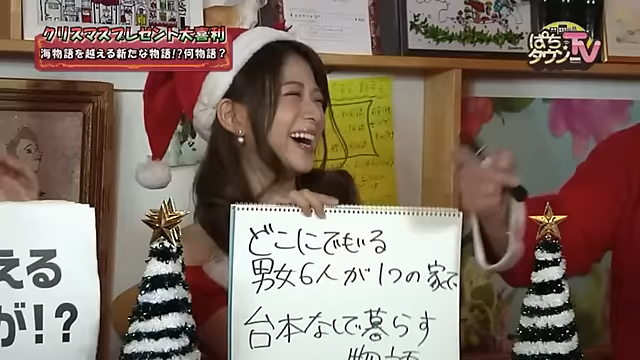 クリスマスプレゼント大喜利
海物語を越える新たな物語!?何物語?
ぱち
タウンTV
える
が!?
どこにでもいる
男女6人が1つの家で
台本なしで暮らす
物語